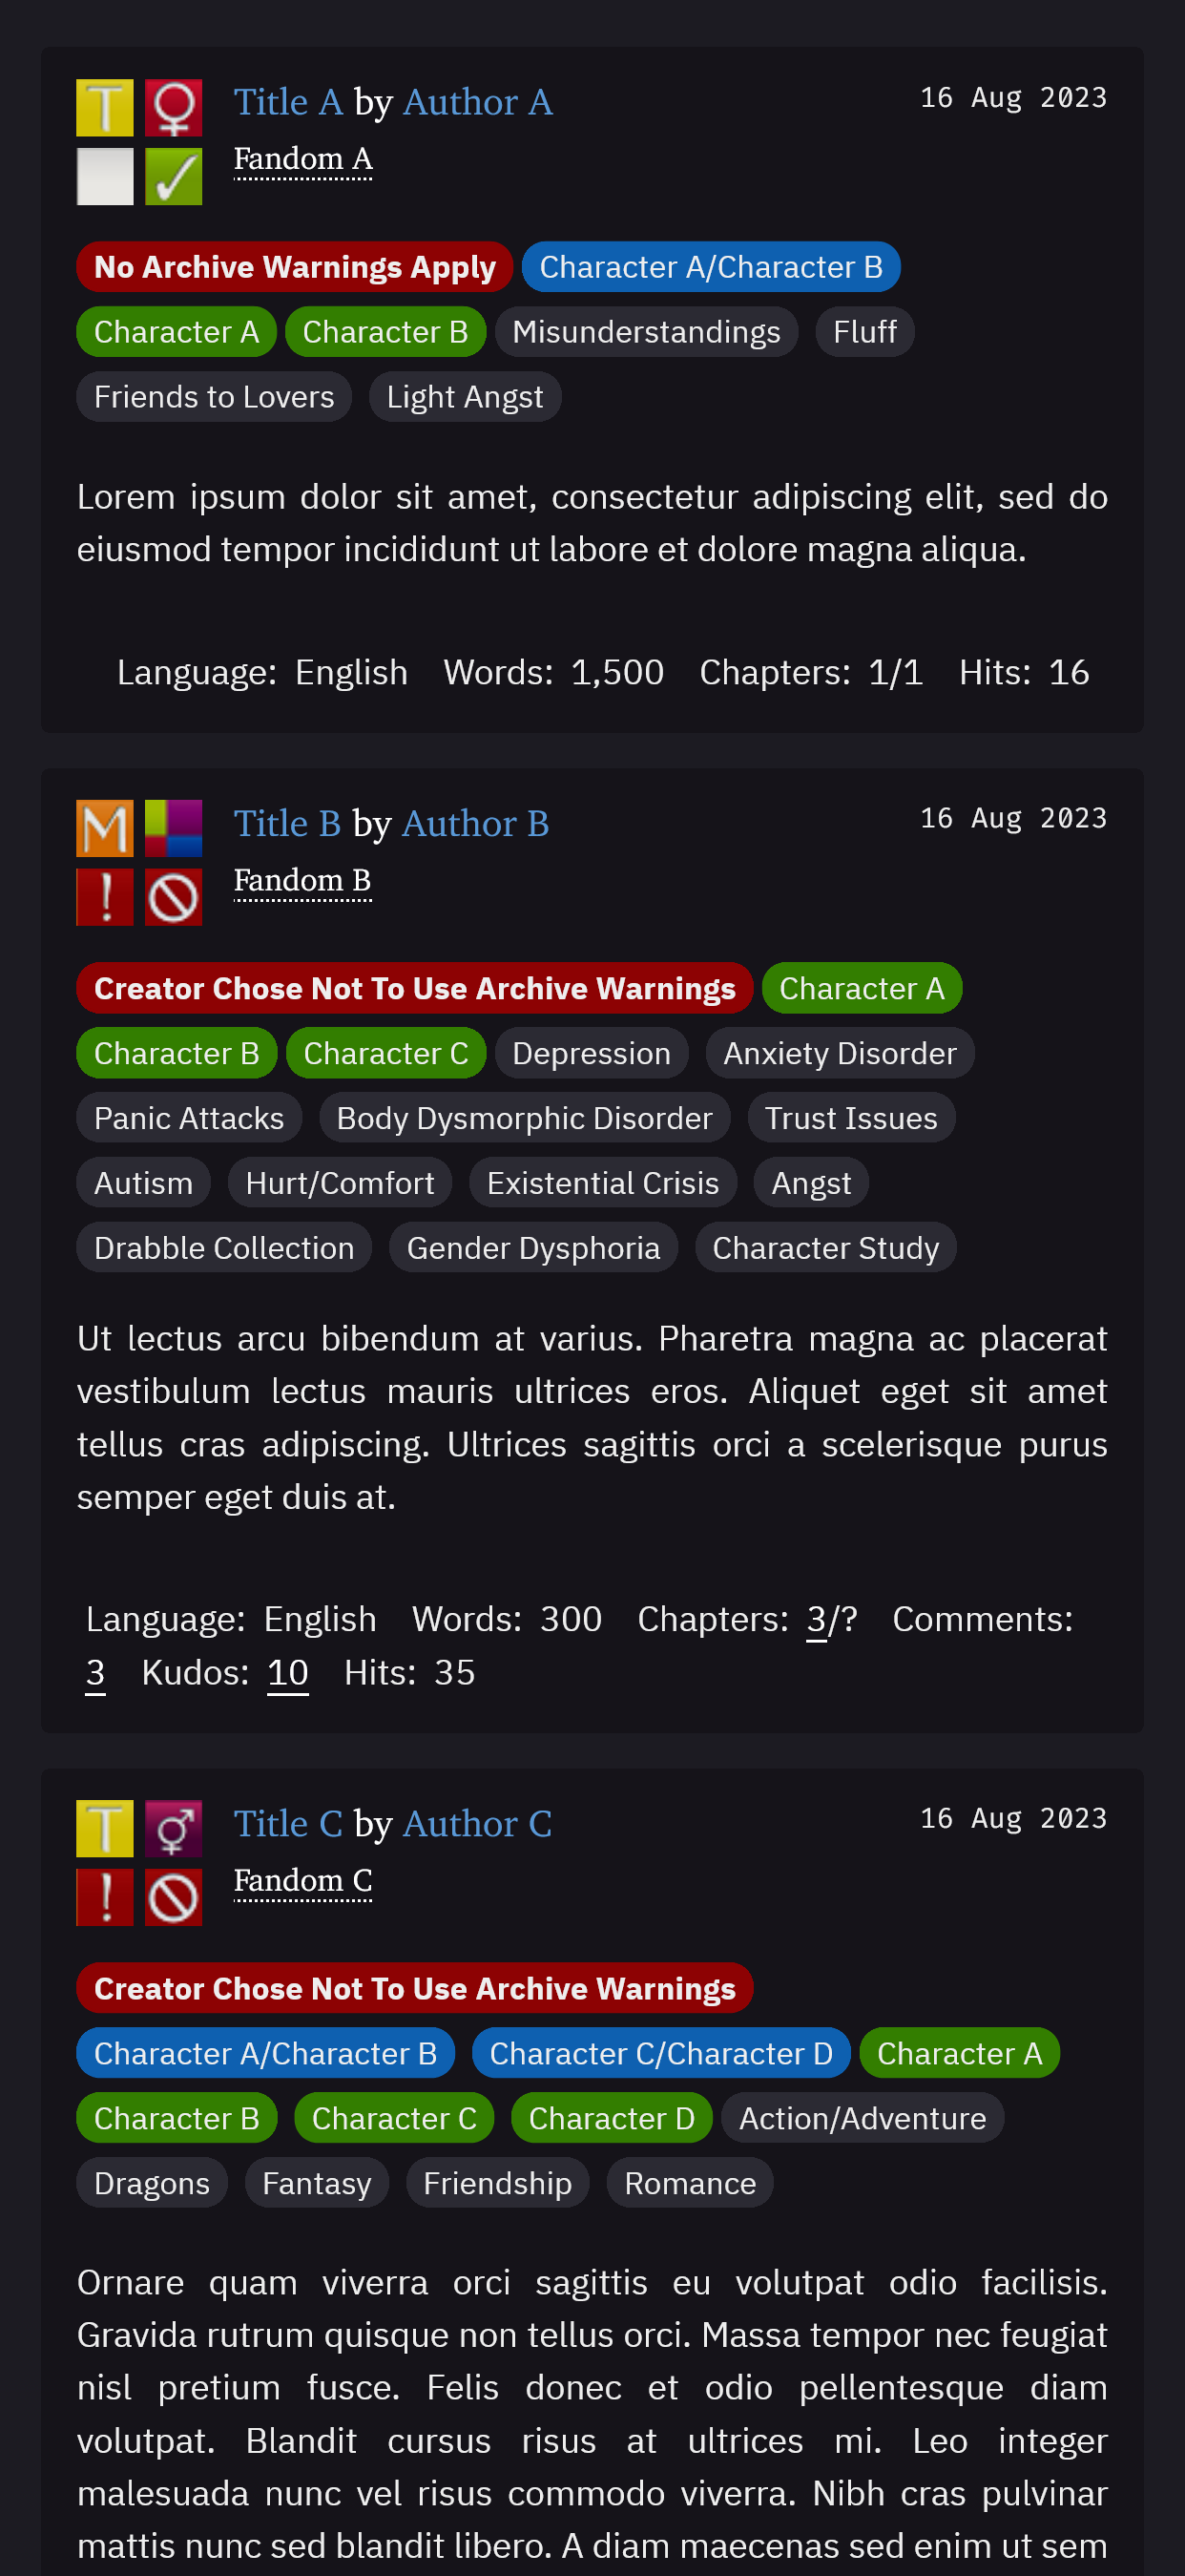 T
Title A by Author A
16 Aug 2023
Fandom A
No Archive Warnings Apply Character A/Character B
Character A Character B Misunderstandings Fluff
Friends to Lovers Light Angst
Lorem ipsum dolor sit amet, consectetur adipiscing elit, sed do
eiusmod tempor incididunt ut labore et dolore magna aliqua.
Language: English Words: 1,500 Chapters: 1/1 Hits: 16
M
Title B by Author B
16 Aug 2023
!
Fandom B
Creator Chose Not To Use Archive Warnings Character A
Character B Character C Depression Anxiety Disorder
Panic Attacks Body Dysmorphic Disorder Trust Issues
Autism Hurt/Comfort Existential Crisis Angst
Drabble Collection Gender Dysphoria Character Study
Ut lectus arcu bibendum at varius. Pharetra magna ac placerat
vestibulum lectus mauris ultrices eros. Aliquet eget sit amet
tellus cras adipiscing. Ultrices sagittis orci a scelerisque purus
semper eget duis at.
Language: English Words: 300 Chapters: 3/? Comments:
3 Kudos: 10 Hits: 35
T
Title C by Author C
16 Aug 2023
!
Fandom C
Creator Chose Not To Use Archive Warnings
Character A/Character B Character C/Character D Character A
Character B Character C Character D Action/Adventure
Dragons Fantasy Friendship Romance
Ornare quam viverra orci sagittis eu volutpat odio facilisis.
Gravida rutrum quisque non tellus orci. Massa tempor nec feugiat
nisl pretium fusce. Felis donec et odio pellentesque diam
volutpat. Blandit cursus risus at ultrices mi. Leo integer
malesuada nunc vel risus commodo viverra. Nibh cras pulvinar
mattis nunc sed blandit libero. A diam maecenas sed enim ut sem